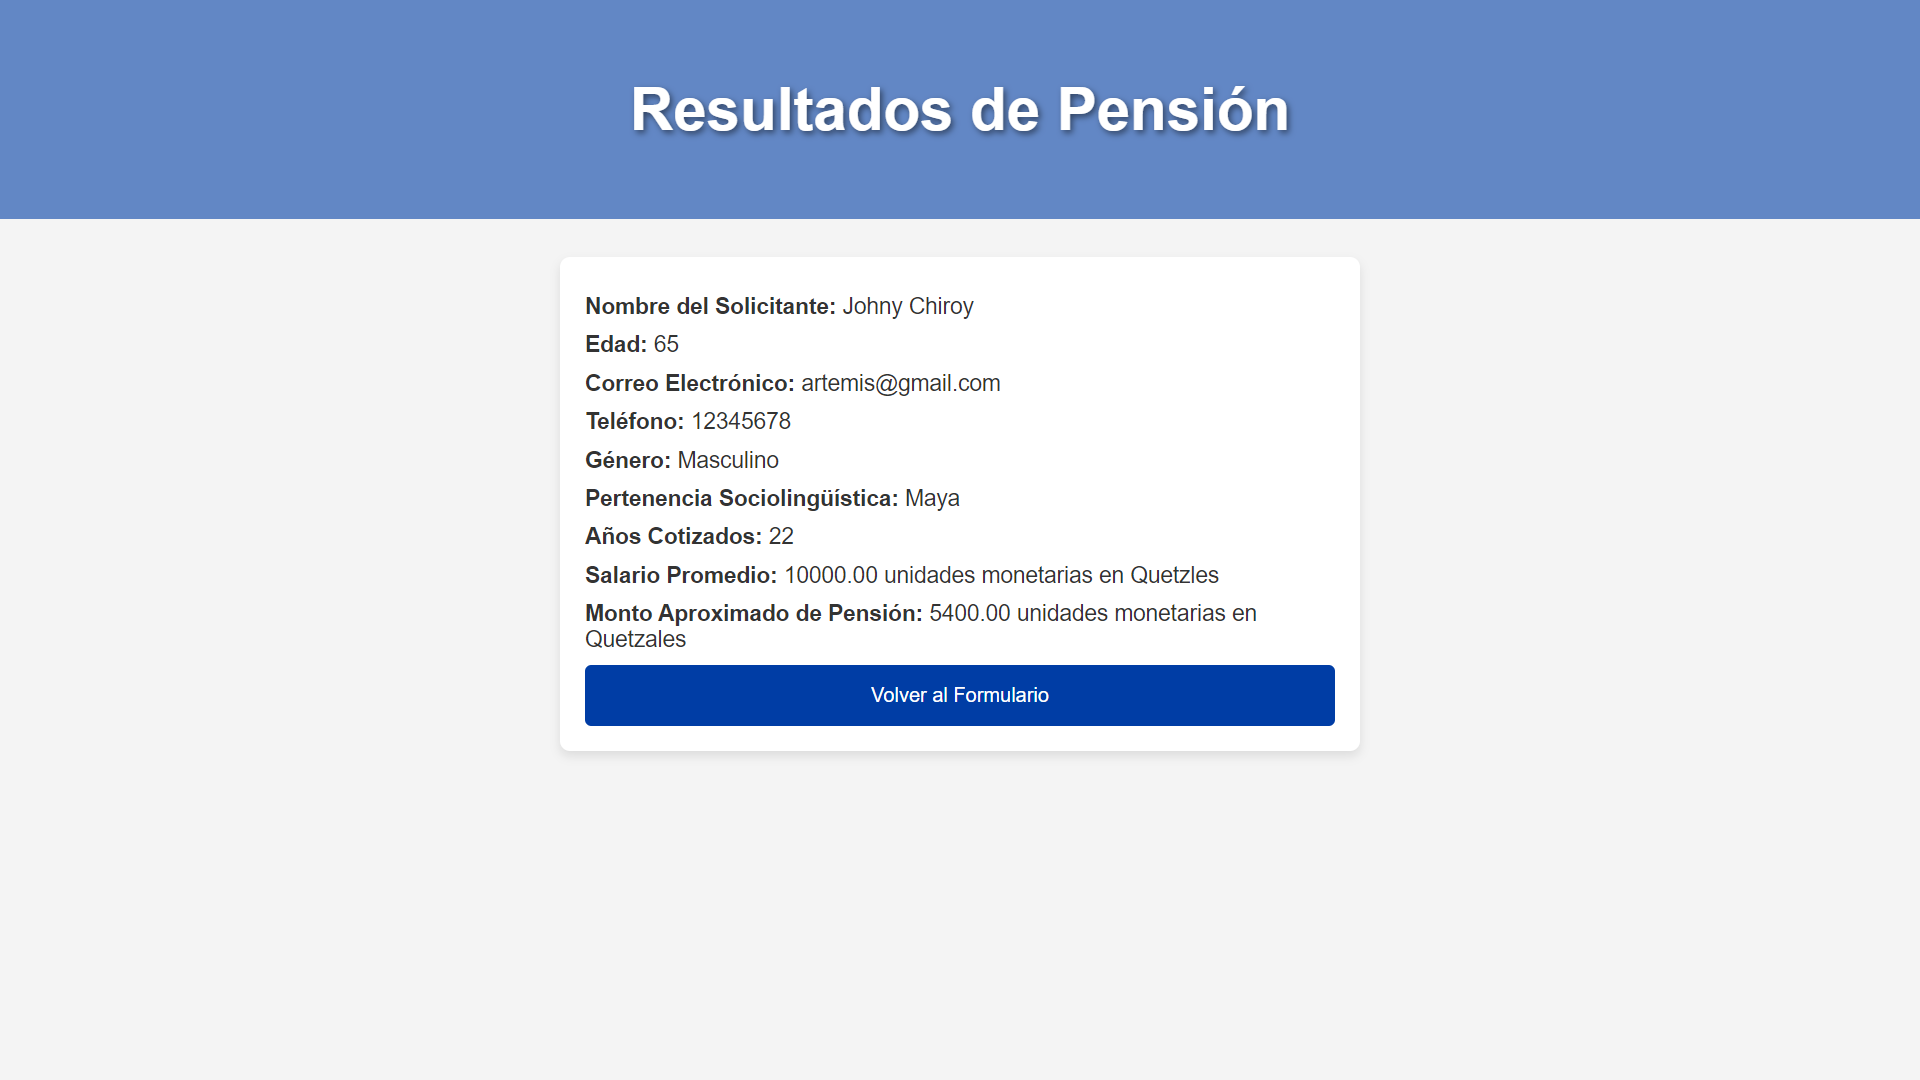 Resultados de Pensión
Nombre del Solicitante: Johny Chiroy
Edad: 65
Correo Electrónico: artemis@gmail.com
Teléfono: 12345678
Género: Masculino
Pertenencia Sociolingüística: Maya
Años Cotizados: 22
Salario Promedio: 10000.00 unidades monetarias en Quetzles
Monto Aproximado de Pensión: 5400.00 unidades monetarias en
Quetzales
Volver al Formulario